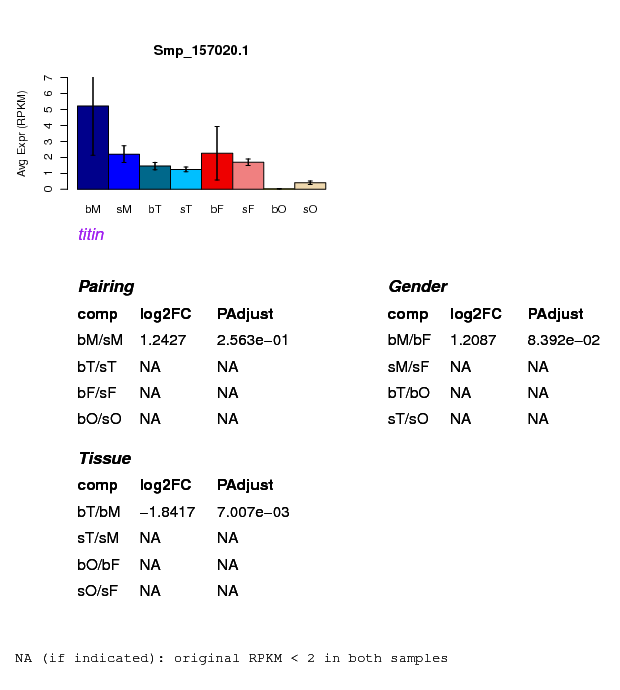 Smp_157020.1
Avg Expr (RPKM)
7
6
5
4
3
2
1
0
bM sM bT sT bF sF bO sO
titin
Pairing
comp log2FC PAdjust
bM/sM 1.2427 2.563e−01
bT/sT NA NA
bF/sF NA NA
bO/sO NA NA
Gender
comp log2FC PAdjust
bM/bF 1.2087 8.392e−02
sM/sF NA NA
bT/bO NA NA
sT/sO NA NA
Tissue
comp log2FC PAdjust
bT/bM −1.8417 7.007e−03
sT/sM NA NA
bO/bF NA NA
sO/sF NA NA
NA (if indicated): original RPKM < 2 in both samples